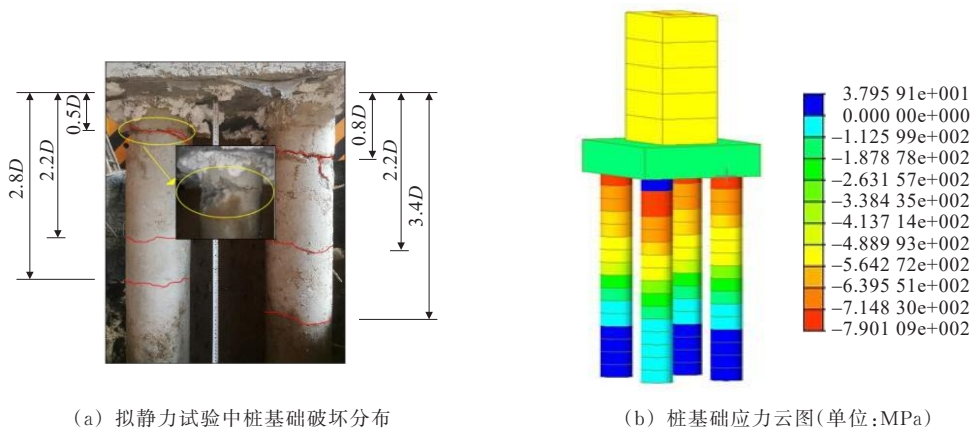 0.5D
2.2D
2.8D
0.8D
2.2D
3.4D
3.795 91e+001
0.000 00e+000
−1.125 99e+002
−1.878 78e+002
−2.631 57e+002
−3.384 35e+002
−4.137 14e+002
−4.889 93e+002
−5.642 72e+002
−6.395 51e+002
−7.148 30e+002
−7.901 09e+002
(a) 拟静力试验中桩基础破坏分布
(b) 桩基础应力云图(单位:MPa)